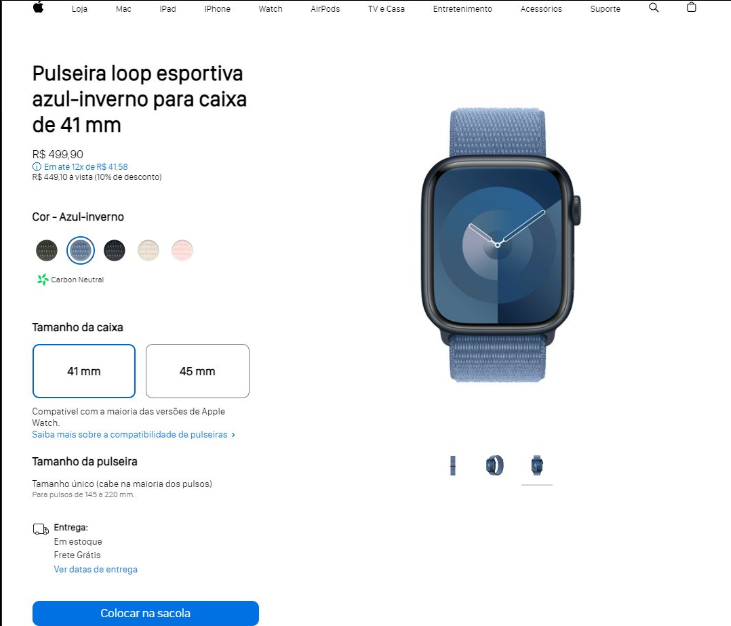 Loja Mac iPad iPhone Watch AirPods TV e Casa Entretenimento Acessórios Suporte
Pulseira loop esportiva
azul-inverno para caixa
de 41 mm
R$ 499,90
Em até 12x de R$ 41,58
R$ 449,10 à vista (10% de desconto)
Cor - Azul-inverno
Carbon Neutral
Tamanho da caixa
41 mm
45 mm
Compatível com a maioria das versões de Apple
Watch.
Saiba mais sobre a compatibilidade de pulseiras >
Tamanho da pulseira
Tamanho único (cabe na maioria dos pulsos)
Para pulsos de 145 a 220 mm.
Entrega:
Em estoque
Frete Grátis
Ver datas de entrega
Colocar na sacola